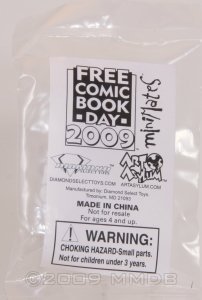 FREE
COMIC
BOOK
-DAY-
2009
miniMates
DIAMONDSELECTTOYS.COM
ARTASYLUM.COM
Manufactured by: Diamond Select Toys,
Timonium, MD 21093
MADE IN CHINA
Not for resale
For ages 4 and up.
WARNING:
CHOKING HAZARD-Small parts.
Not for children under 3 years.
©2009 MMDB